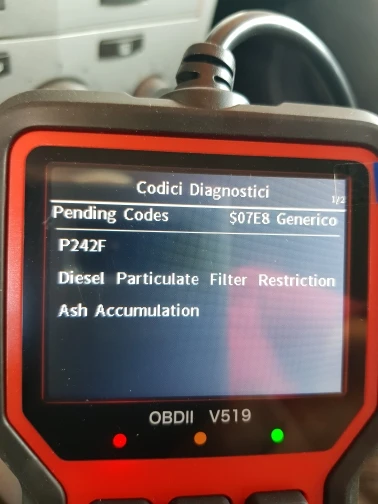 Codici Diagnostici
1/2
Pending Codes $07E8 Generico
P242F
Diesel Particulate Filter Restriction
Ash Accumulation
OBDII V519